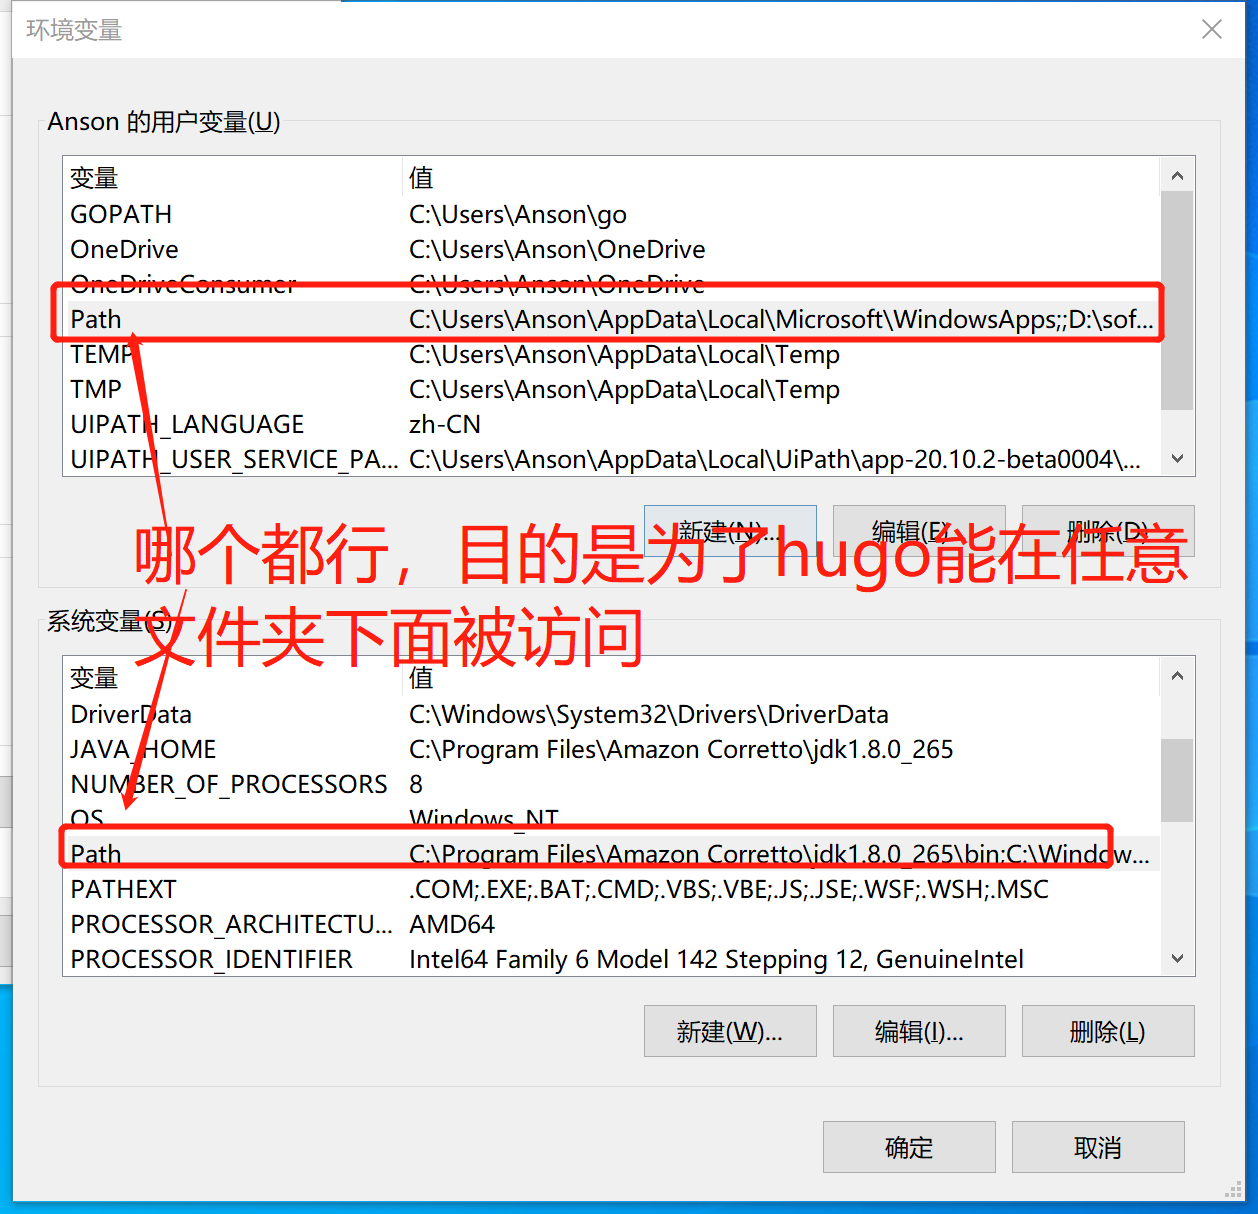 环境变量
Anson 的用户变量(U)
变量 值
GOPATH C:\Users\Anson\go
OneDrive C:\Users\Anson\OneDrive
OneDriveConsumer C:\Users\Anson\OneDrive
Path C:\Users\Anson\AppData\Local\Microsoft\WindowsApps;;D:\sof...
TEMP C:\Users\Anson\AppData\Local\Temp
TMP C:\Users\Anson\AppData\Local\Temp
UIPATH_LANGUAGE zh-CN
UIPATH_USER_SERVICE_PA... C:\Users\Anson\AppData\Local\UiPath\app-20.10.2-beta0004\...
新建(N)... 编辑(E)... 删除(D)
哪个都行，目的是为了hugo能在任意
文件夹下面被访问
系统变量(S)
变量 值
DriverData C:\Windows\System32\Drivers\DriverData
JAVA_HOME C:\Program Files\Amazon Corretto\jdk1.8.0_265
NUMBER_OF_PROCESSORS 8
OS Windows_NT
Path C:\Program Files\Amazon Corretto\jdk1.8.0_265\bin;C:\Window...
PATHEXT .COM;.EXE;.BAT;.CMD;.VBS;.VBE;.JS;.JSE;.WSF;.WSH;.MSC
PROCESSOR_ARCHITECTU... AMD64
PROCESSOR_IDENTIFIER Intel64 Family 6 Model 142 Stepping 12, GenuineIntel
新建(W)... 编辑(I)... 删除(L)
确定 取消